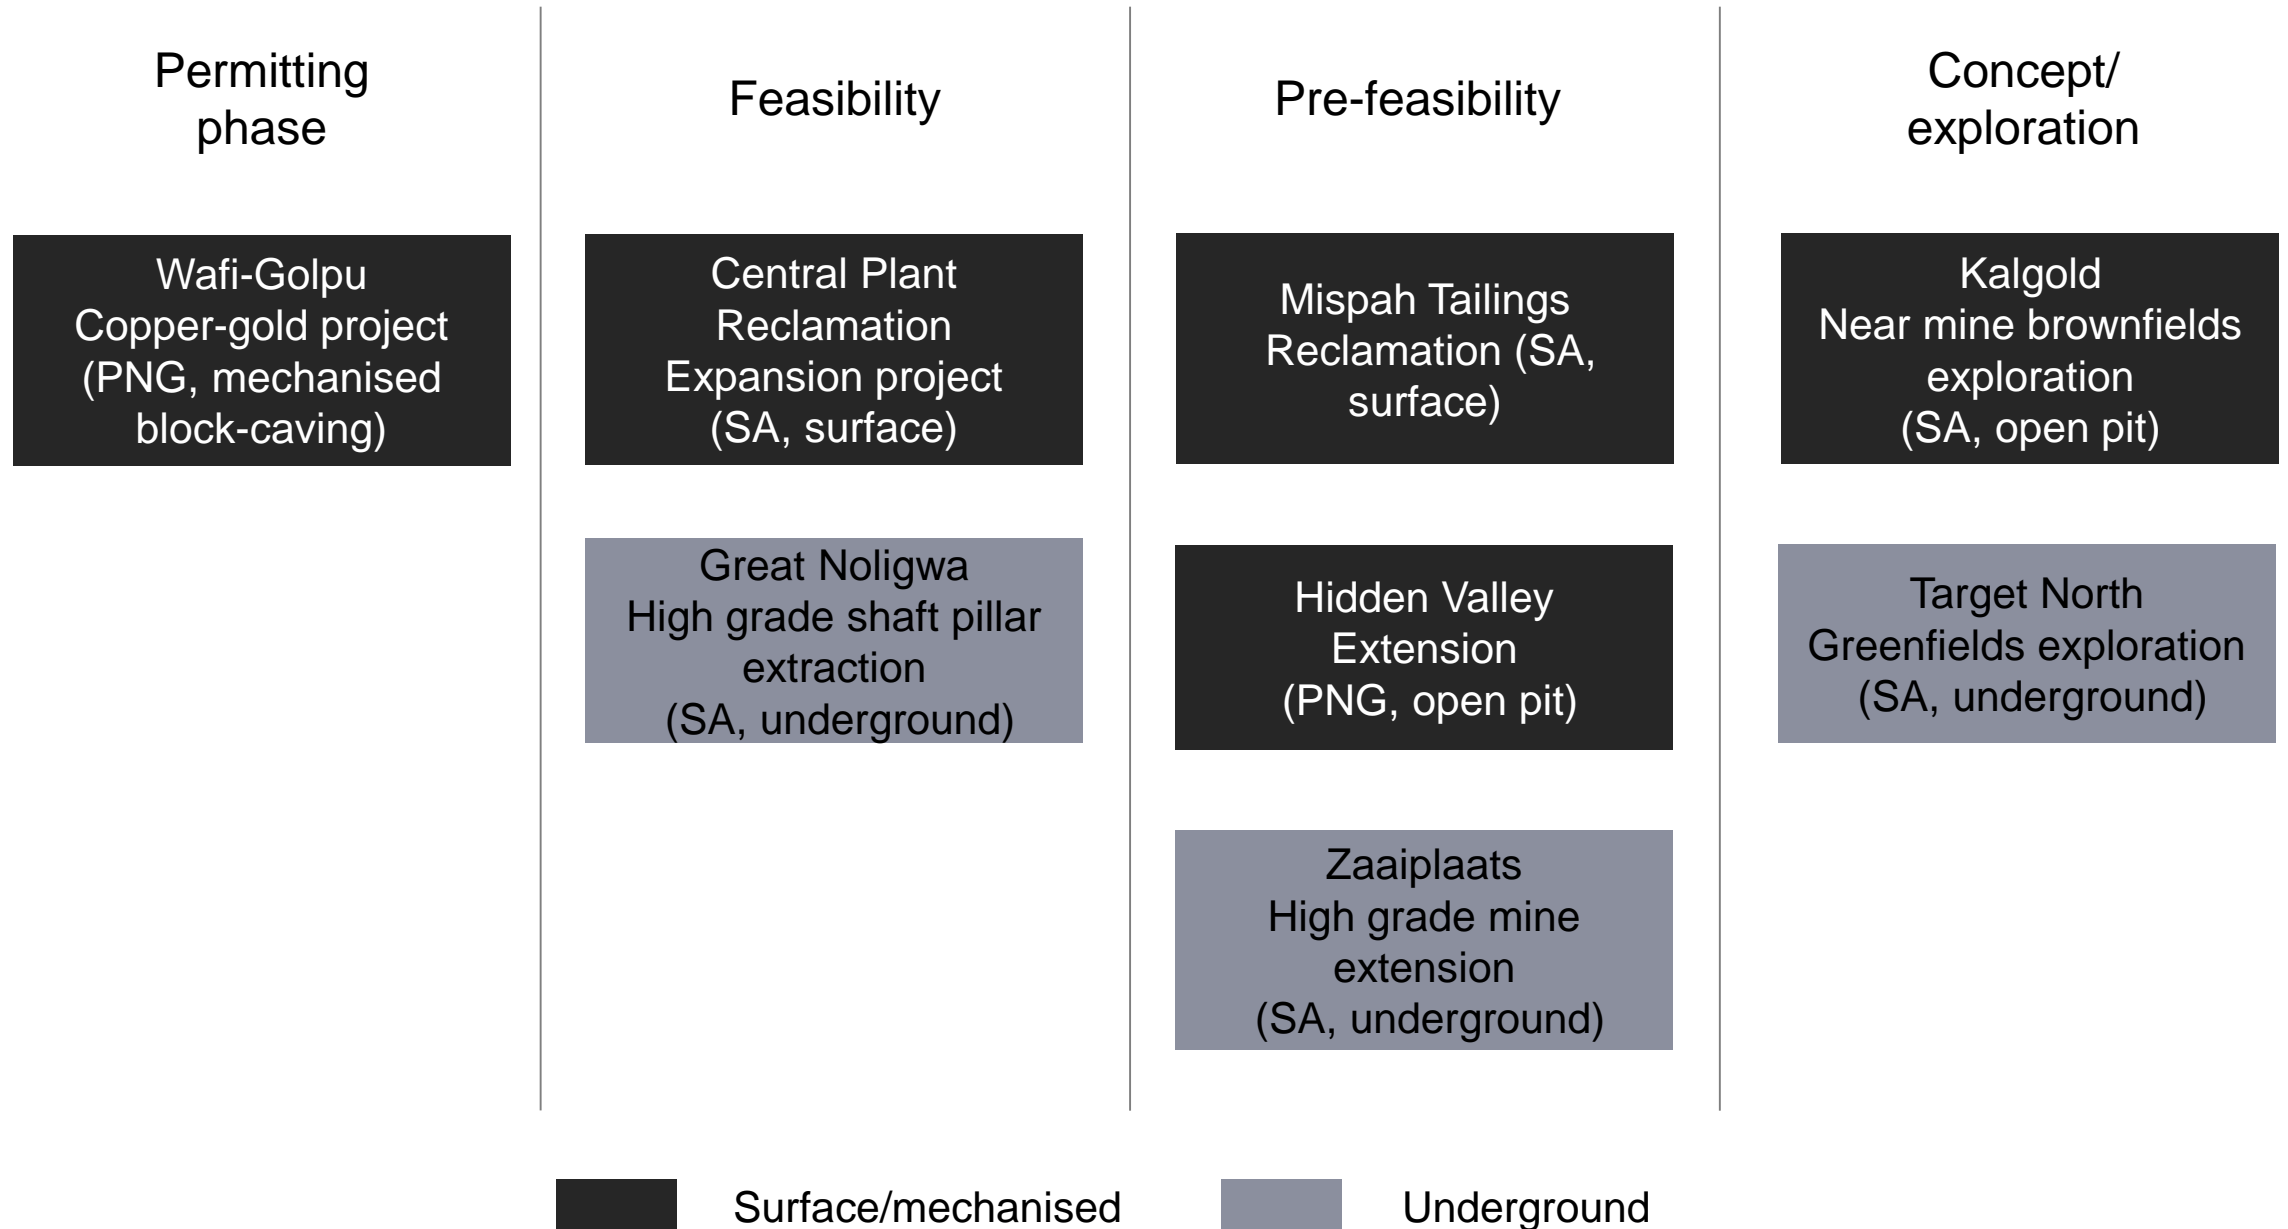 Permitting
phase
Feasibility
Pre-feasibility
Concept/
exploration
Wafi-Golpu
Copper-gold project
(PNG, mechanised
block-caving)
Central Plant
Reclamation
Expansion project
(SA, surface)
Mispah Tailings
Reclamation (SA,
surface)
Kalgold
Near mine brownfields
exploration
(SA, open pit)
Great Noligwa
High grade shaft pillar
extraction
(SA, underground)
Hidden Valley
Extension
(PNG, open pit)
Target North
Greenfields exploration
(SA, underground)
Zaaiplaats
High grade mine
extension
(SA, underground)
Surface/mechanised
Underground